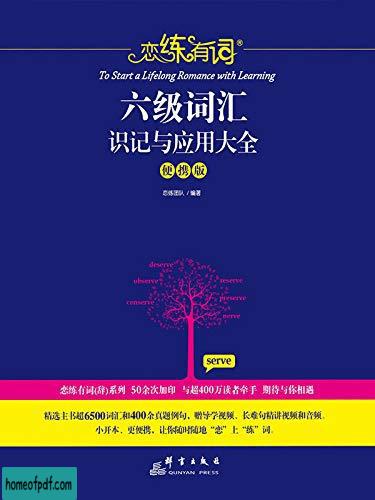 恋练有词®
To Start a Lifelong Romance with Learning
六级词汇
识记与应用大全
便携版
恋练团队 / 编著
deserve
desserve
observe
reserve
conserve
preserve
serve
恋练有词(辞)系列 50余次加印 与超400万读者牵手 期待与你相遇
精选主书超6500词汇和400余真题例句，赠导学视频、长难句精讲视频和音频。
小开本、更便携，让你随时随地“恋”上“练”词。
群言出版社
QUNYAN PRESS
homeofpdf.com